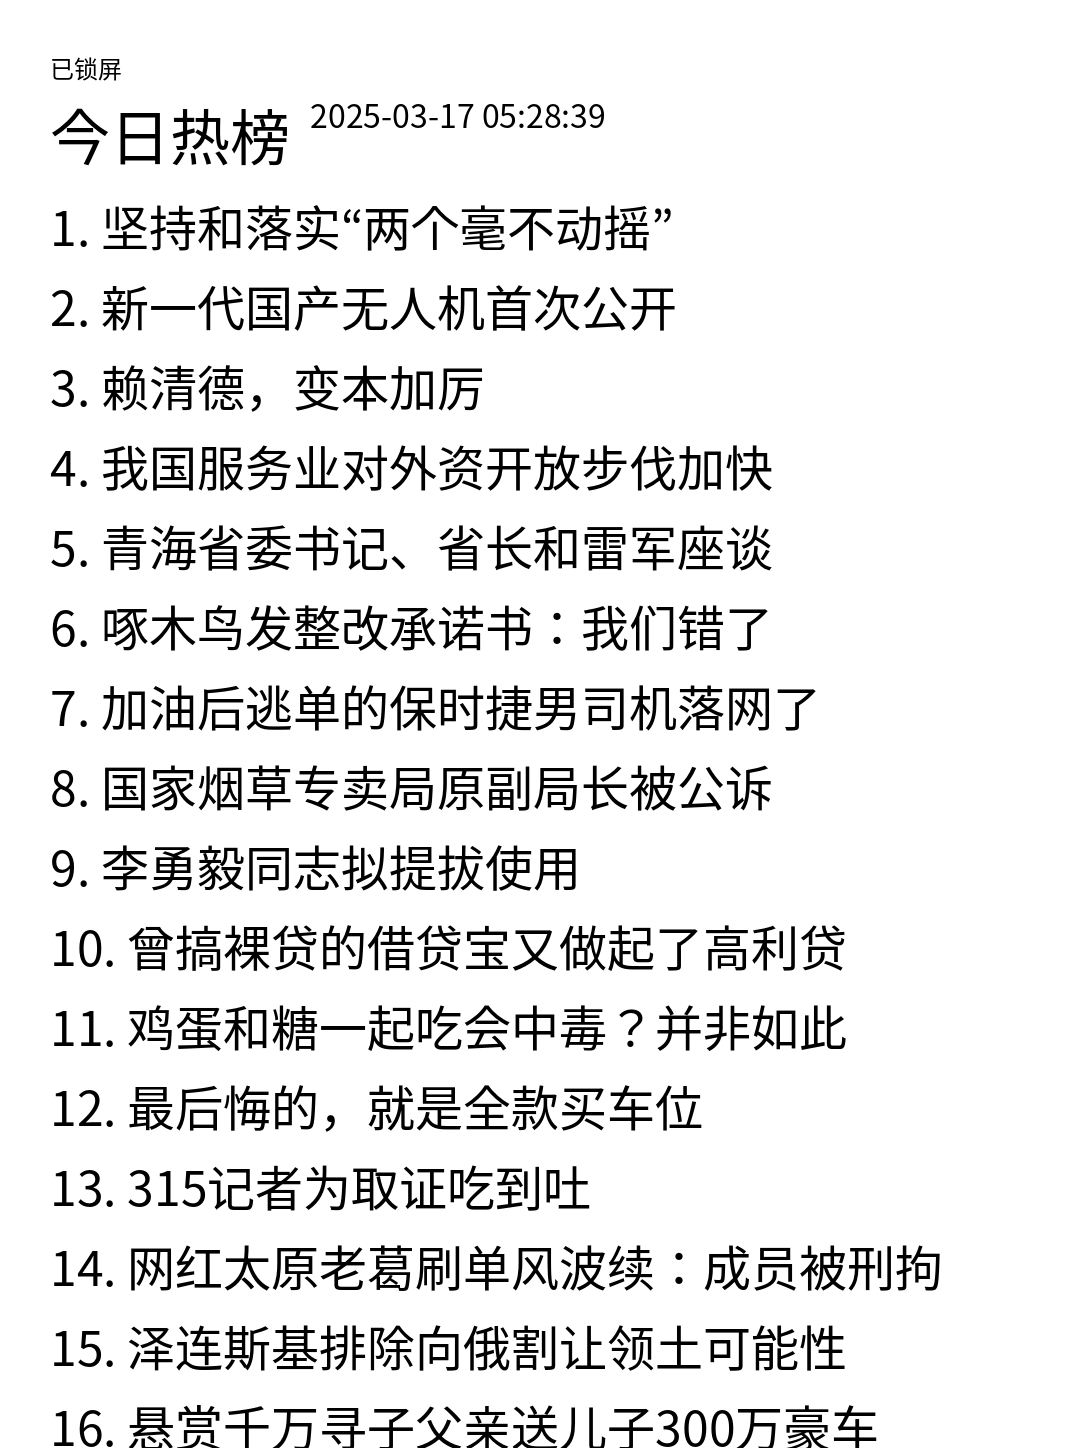 已锁屏
今日热榜 2025-03-17 05:28:39
1. 坚持和落实“两个毫不动摇”
2. 新一代国产无人机首次公开
3. 赖清德，变本加厉
4. 我国服务业对外资开放步伐加快
5. 青海省委书记、省长和雷军座谈
6. 啄木鸟发整改承诺书：我们错了
7. 加油后逃单的保时捷男司机落网了
8. 国家烟草专卖局原副局长被公诉
9. 李勇毅同志拟提拔使用
10. 曾搞裸贷的借贷宝又做起了高利贷
11. 鸡蛋和糖一起吃会中毒？并非如此
12. 最后悔的，就是全款买车位
13. 315记者为取证吃到吐
14. 网红太原老葛刷单风波续：成员被刑拘
15. 泽连斯基排除向俄割让领土可能性
16. 悬赏千万寻子父亲送儿子300万豪车